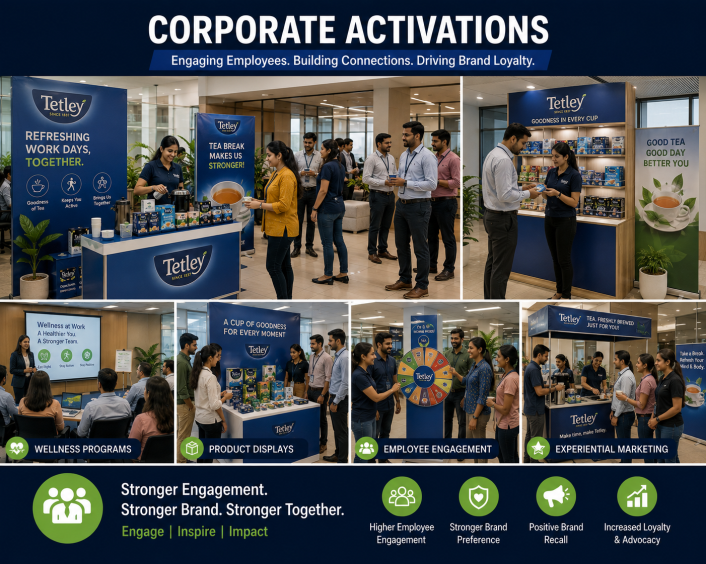 CORPORATE ACTIVATIONS
Engaging Employees. Building Connections. Driving Brand Loyalty.
Tetley
SINCE 1837
REFRESHING
WORK DAYS,
TOGETHER.
Goodness
of Tea
Keeps You
Active
Brings Us
Together
Tetley
TEA BREAK
MAKES US
STRONGER!
Tetley
Tetley
Tetley
GOODNESS IN EVERY CUP
GOOD TEA
GOOD DAY
BETTER YOU
Wellness at Work
A Healthier You.
A Stronger Team.
WELLNESS PROGRAMS
A CUP OF GOODNESS
FOR EVERY MOMENT
Tetley
Tetley
PRODUCT DISPLAYS
Tetley
EMPLOYEE ENGAGEMENT
Tetley
TEA, FRESHLY BREWED
JUST FOR YOU!
Take a Break
Refresh Your
Mind & Body.
Tetley
Make time, make Tetley
EXPERIENTIAL MARKETING
Stronger Engagement.
Stronger Brand. Stronger Together.
Engage | Inspire | Impact
Higher Employee
Engagement
Stronger Brand
Preference
Positive Brand
Recall
Increased Loyalty
& Advocacy